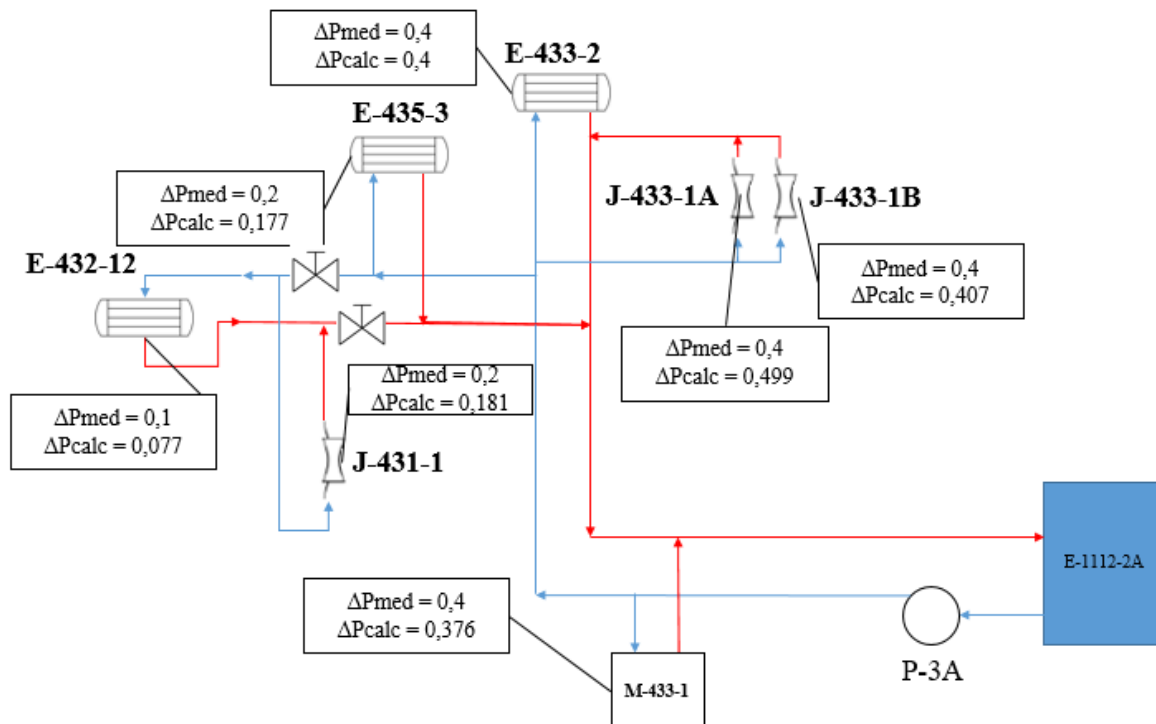 ΔPmed = 0,4
ΔPcalc = 0,4
E-433-2
E-435-3
ΔPmed = 0,2
ΔPcalc = 0,177
J-433-1A
J-433-1B
E-432-12
ΔPmed = 0,4
ΔPcalc = 0,407
ΔPmed = 0,4
ΔPcalc = 0,499
ΔPmed = 0,2
ΔPcalc = 0,181
ΔPmed = 0,1
ΔPcalc = 0,077
J-431-1
E-1112-2A
ΔPmed = 0,4
ΔPcalc = 0,376
P-3A
M-433-1